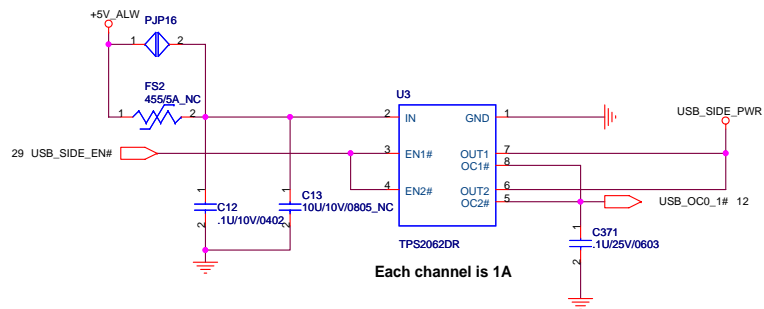 +5V_ALW
PJP16
1 2
FS2
455/5A_NC
1 2
U3
2 IN GND 1
USB_SIDE_PWR
29 USB_SIDE_EN#
3 EN1# OUT1 7
OC1# 8
4 EN2# OUT2 6
OC2# 5
USB_OC0_1# 12
1
C12
.1U/10V/0402
2
1
C13
10U/10V/0805_NC
2
TPS2062DR
1
C371
.1U/25V/0603
2
Each channel is 1A